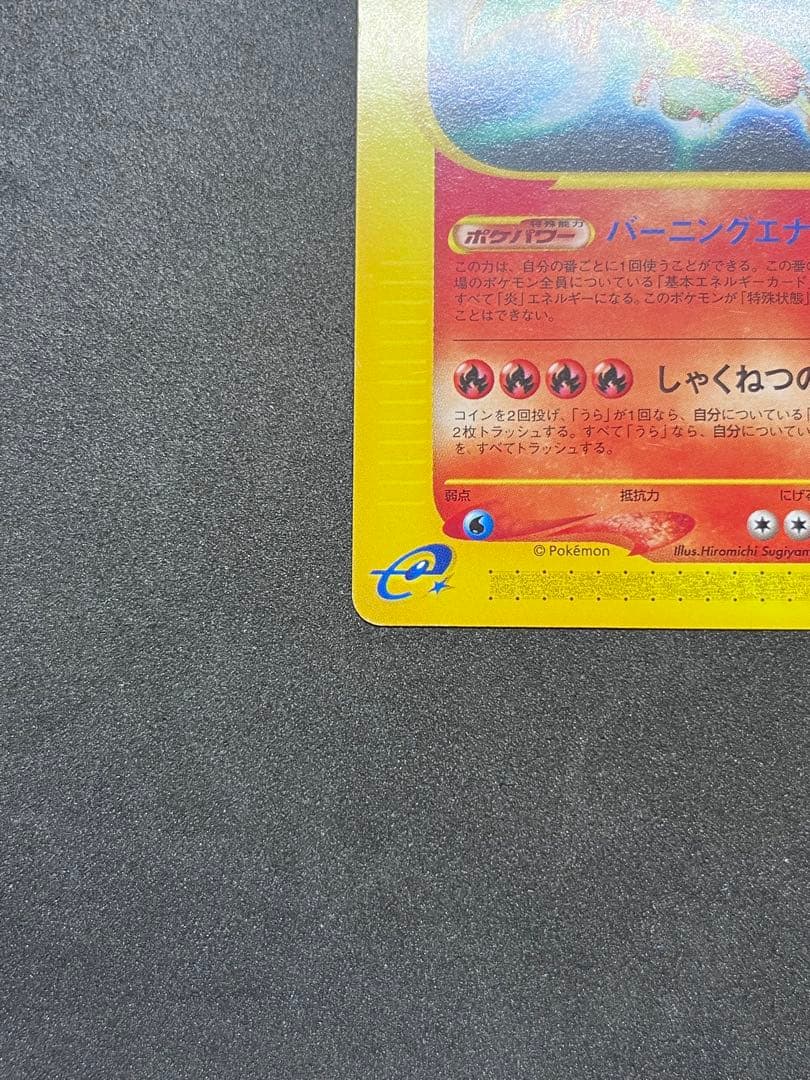 特殊能力
ポケパワー バーニングエナ
この力は、自分の番ごとに1回使うことができる。この番の
場のポケモン全員についている「基本エネルギーカード」
すべて「炎」エネルギーになる。このポケモンが「特殊状態」
ことはできない。
しゃくねつの
コインを2回投げ、「うら」が1回なら、自分についている「
2枚トラッシュする。すべて「うら」なら、自分についてい
を、すべてトラッシュする。
弱点 抵抗力 にげる
© Pokémon Illus.Hiromichi Sugiyam
e